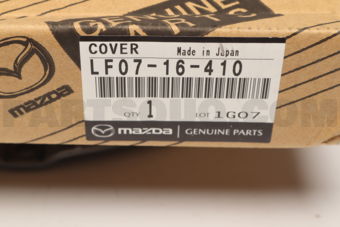 GENUINE
PARTS
mazda
COVER
Made in Japan
LF07-16-410
QTY 1 LOT 1G07
mazda GENUINE PARTS